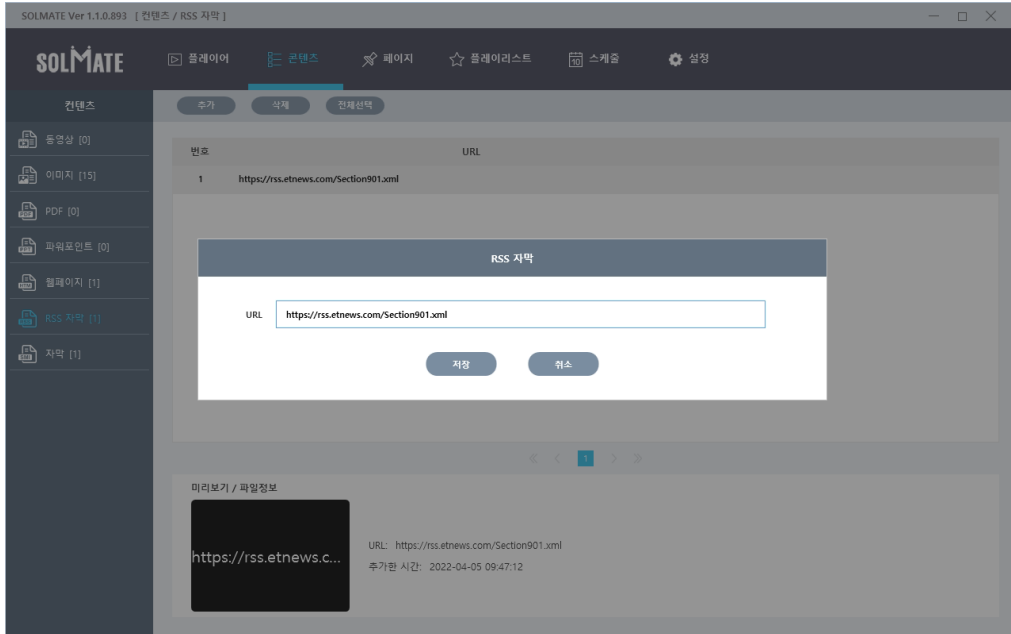 SOLMATE Ver 1.1.0.893 [ 컨텐츠 / RSS 자막 ]
SOLMATE
플레이어
콘텐츠
페이지
플레이리스트
10
스케줄
설정
컨텐츠
추가
삭제
전체선택
동영상 [0]
이미지 [15]
PDF [0]
파워포인트 [0]
웹페이지 [1]
RSS 자막 [1]
자막 [1]
번호 URL
1 https://rss.etnews.com/Section901.xml
RSS 자막
URL https://rss.etnews.com/Section901.xml
저장 취소
1
미리보기 / 파일정보
https://rss.etnews.c...
URL: https://rss.etnews.com/Section901.xml
추가한 시간: 2022-04-05 09:47:12